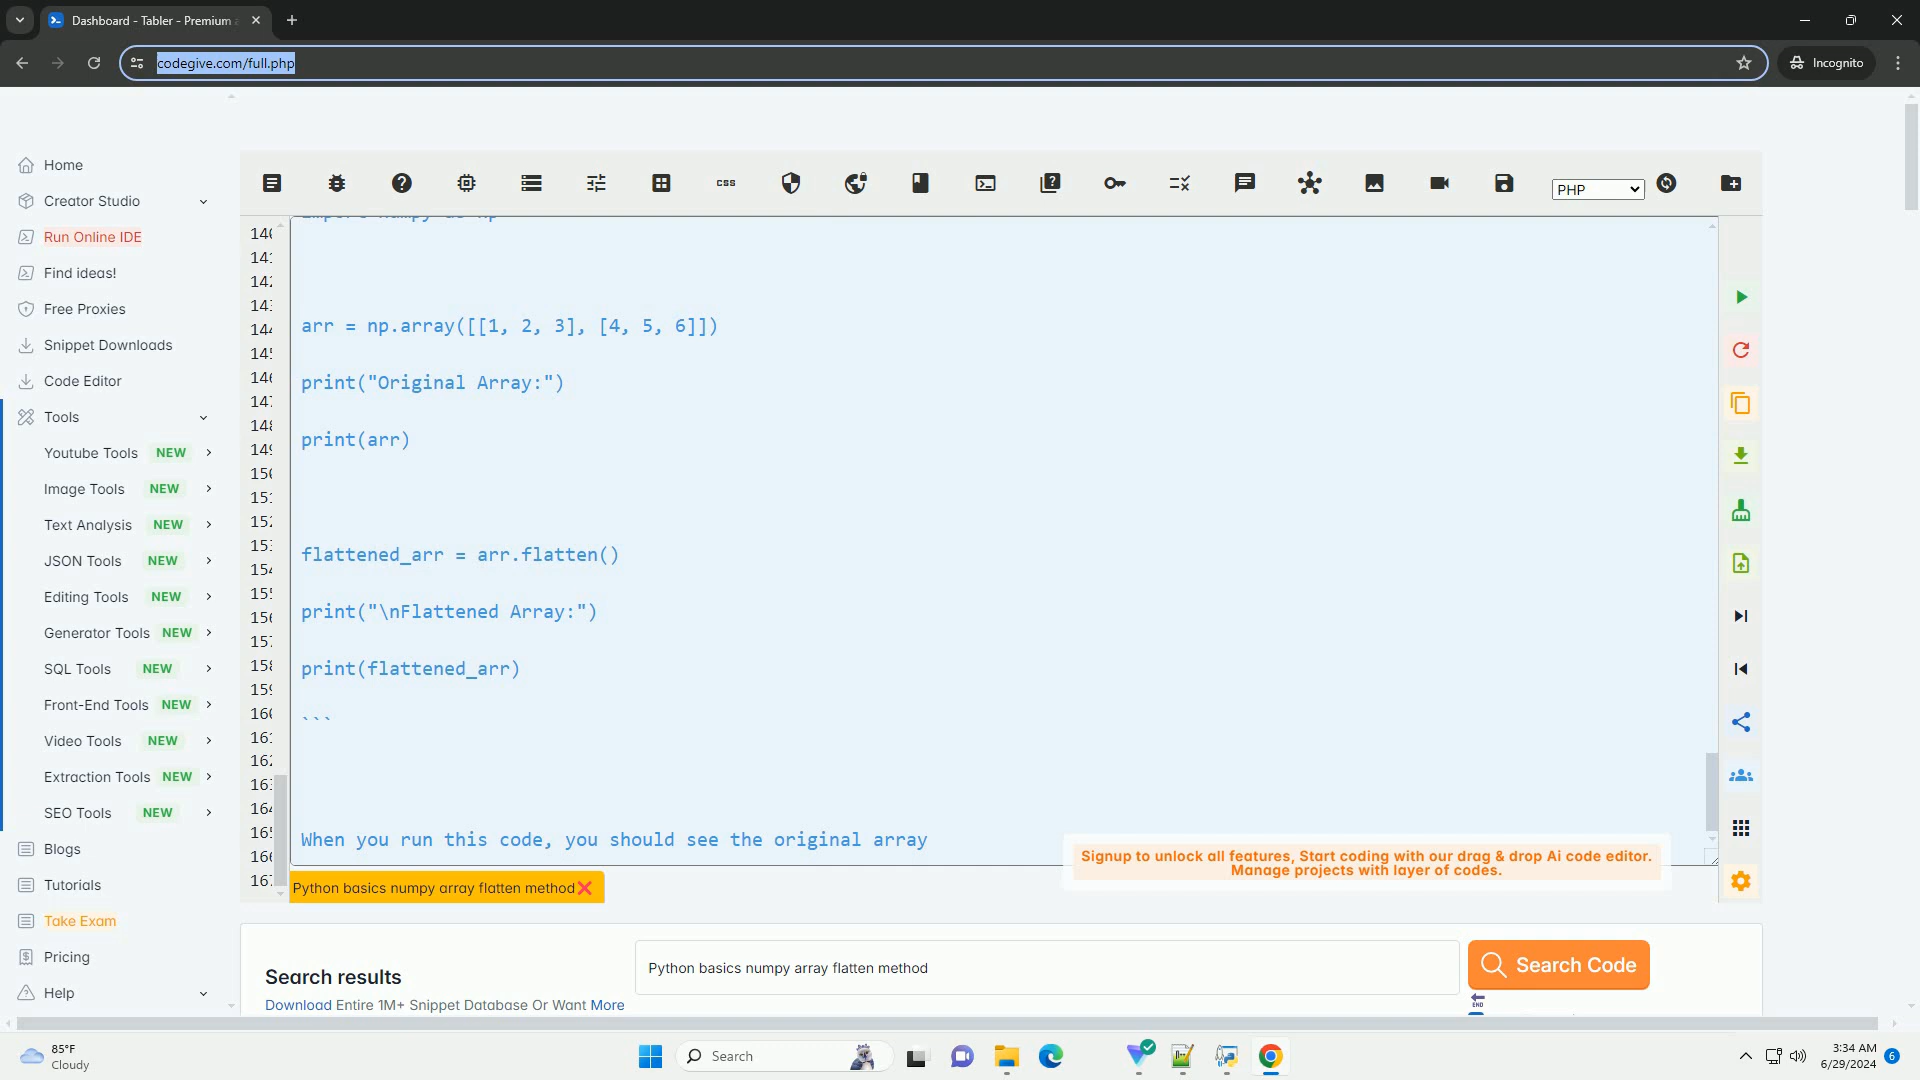 Dashboard - Tabler - Premium
codegive.com/full.php
Incognito
Home
Creator Studio
Run Online IDE
Find ideas!
Free Proxies
Snippet Downloads
Code Editor
Tools
Youtube Tools NEW
Image Tools NEW
Text Analysis NEW
JSON Tools NEW
Editing Tools NEW
Generator Tools NEW
SQL Tools NEW
Front-End Tools NEW
Video Tools NEW
Extraction Tools NEW
SEO Tools NEW
Blogs
Tutorials
Take Exam
Pricing
Help
css
PHP
arr = np.array([[1, 2, 3], [4, 5, 6]])
print("Original Array:")
print(arr)
flattened_arr = arr.flatten()
print("\nFlattened Array:")
print(flattened_arr)
```
When you run this code, you should see the original array
Signup to unlock all features, Start coding with our drag & drop Ai code editor.
Manage projects with layer of codes.
Python basics numpy array flatten method
Search results
Download Entire 1M+ Snippet Database Or Want More
Python basics numpy array flatten method
Search Code
END
85°F
Cloudy
Search
3:34 AM
6/29/2024
6